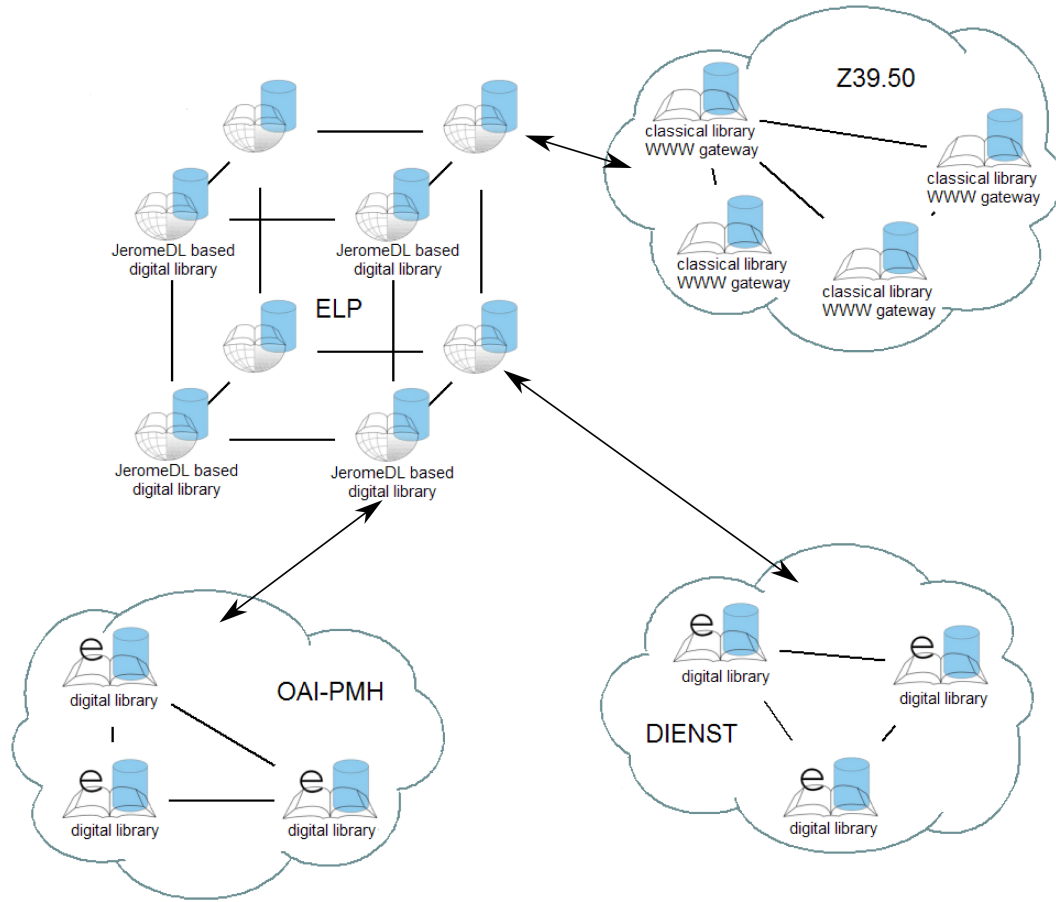 Z39.50
classical library
WWW gateway
classical library
WWW gateway
classical library
WWW gateway
classical library
WWW gateway
JeromeDL based
digital library
JeromeDL based
digital library
ELP
JeromeDL based
digital library
JeromeDL based
digital library
e
digital library
OAI-PMH
e
digital library
e
digital library
e
digital library
e
digital library
DIENST
e
digital library